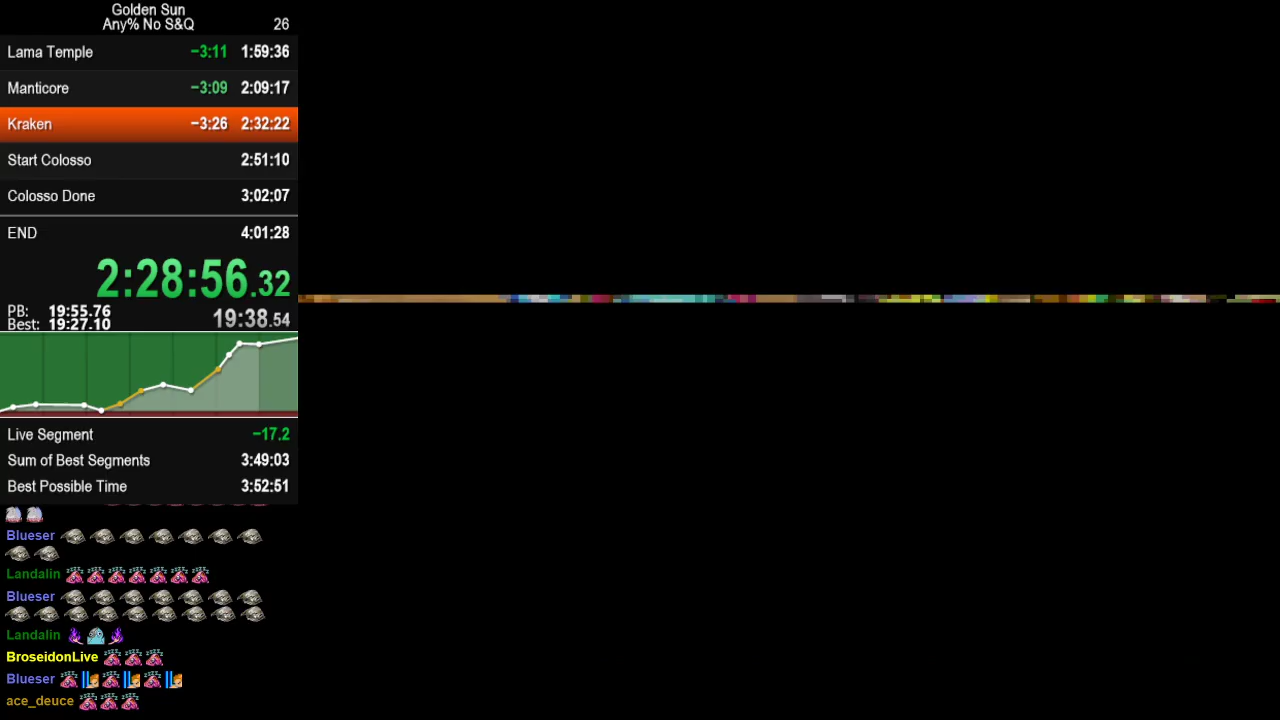 Golden Sun
Any% No S&Q 26
Lama Temple −3:11 1:59:36
Manticore −3:09 2:09:17
Kraken −3:26 2:32:22
Start Colosso 2:51:10
Colosso Done 3:02:07
END 4:01:28
2:28:56.32
PB: 19:55.76 19:38.54
Best: 19:27.10
Live Segment −17.2
Sum of Best Segments 3:49:03
Best Possible Time 3:52:51
Blueser
Landalin
Blueser
Landalin
BroseidonLive
Blueser
ace_deuce